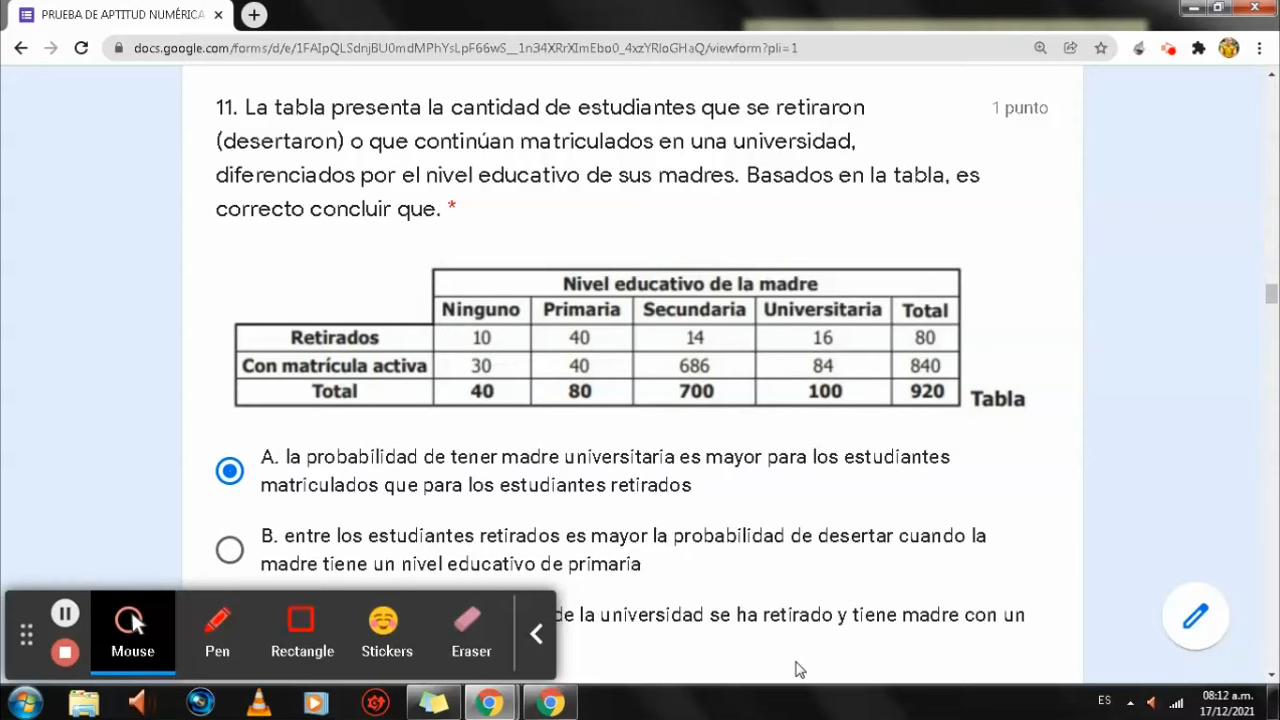 PRUEBA DE APTITUD NUMÉRICA
docs.google.com/forms/d/e/1FAIpQLSdnjBU0mdMPhYsLpF66wS__1n34XRrXImEbo0_4xzYRloGHaQ/viewform?pli=1
11. La tabla presenta la cantidad de estudiantes que se retiraron
1 punto
(desertaron) o que continúan matriculados en una universidad,
diferenciados por el nivel educativo de sus madres. Basados en la tabla, es
correcto concluir que. *
Nivel educativo de la madre
Ninguno Primaria Secundaria Universitaria Total
Retirados 10 40 14 16 80
Con matrícula activa 30 40 686 84 840
Total 40 80 700 100 920
Tabla
A. la probabilidad de tener madre universitaria es mayor para los estudiantes
matriculados que para los estudiantes retirados
B. entre los estudiantes retirados es mayor la probabilidad de desertar cuando la
madre tiene un nivel educativo de primaria
de la universidad se ha retirado y tiene madre con un
Mouse Pen Rectangle Stickers Eraser
ES
08:12 a.m.
17/12/2021